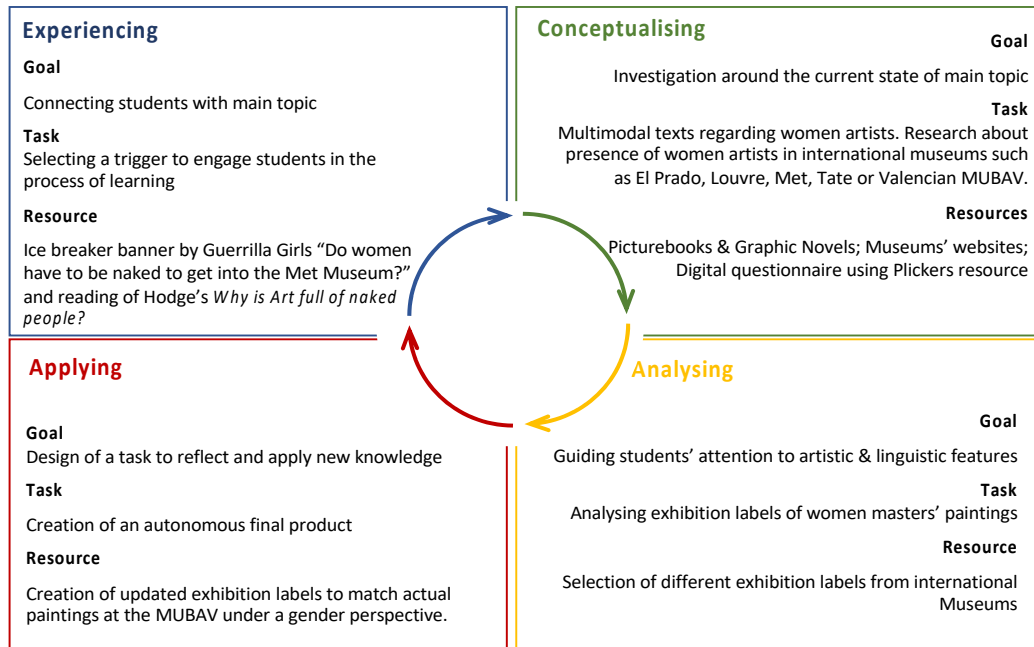 Experiencing
Goal
Connecting students with main topic
Task
Selecting a trigger to engage students in the
process of learning
Resource
Ice breaker banner by Guerrilla Girls “Do women
have to be naked to get into the Met Museum?”
and reading of Hodge’s Why is Art full of naked
people?
Conceptualising
Goal
Investigation around the current state of main topic
Task
Multimodal texts regarding women artists. Research about
presence of women artists in international museums such
as El Prado, Louvre, Met, Tate or Valencian MUBAV.
Resources
Picturebooks & Graphic Novels; Museums’ websites;
Digital questionnaire using Plickers resource
Applying
Goal
Design of a task to reflect and apply new knowledge
Task
Creation of an autonomous final product
Resource
Creation of updated exhibition labels to match actual
paintings at the MUBAV under a gender perspective.
Analysing
Goal
Guiding students’ attention to artistic & linguistic features
Task
Analysing exhibition labels of women masters’ paintings
Resource
Selection of different exhibition labels from international
Museums